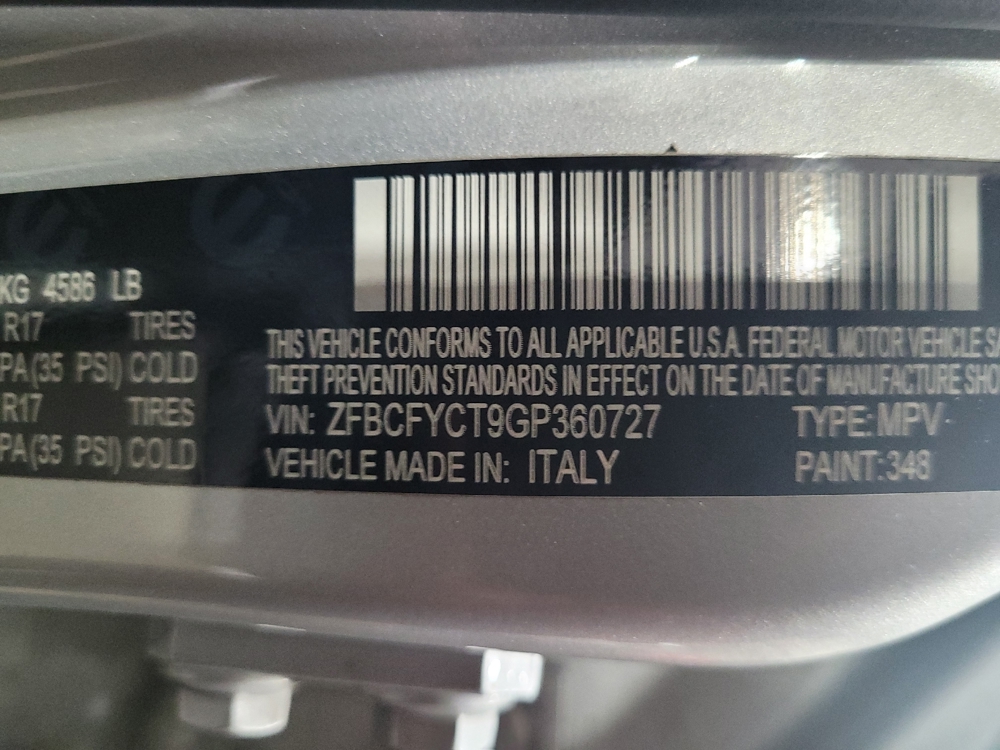 KG 4586 LB
R17 TIRES
PA(35 PSI) COLD
R17 TIRES
PA(35 PSI) COLD
THIS VEHICLE CONFORMS TO ALL APPLICABLE U.S.A. FEDERAL MOTOR VEHICLE SA
THEFT PREVENTION STANDARDS IN EFFECT ON THE DATE OF MANUFACTURE SHO
VIN: ZFBCFYCT9GP360727 TYPE: MPV
VEHICLE MADE IN: ITALY PAINT:348